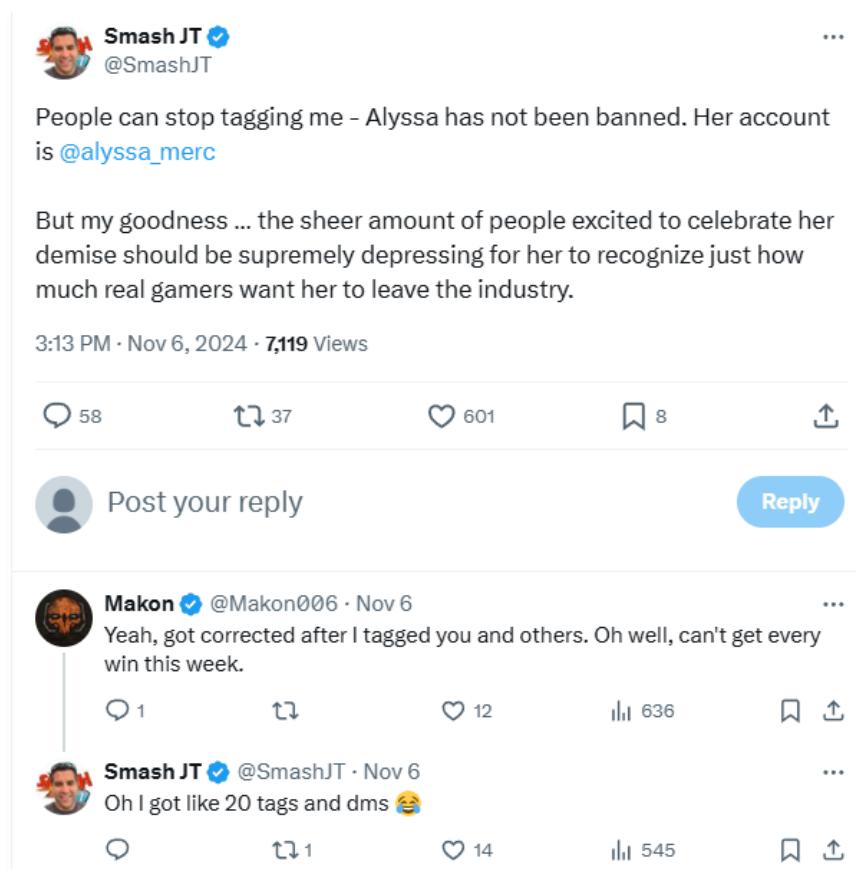 Smash JT
@SmashJT
People can stop tagging me - Alyssa has not been banned. Her account
is @alyssa_merc
But my goodness ... the sheer amount of people excited to celebrate her
demise should be supremely depressing for her to recognize just how
much real gamers want her to leave the industry.
3:13 PM · Nov 6, 2024 · 7,119 Views
58 37 601 8
Post your reply Reply
Makon @Makon006 · Nov 6
Yeah, got corrected after I tagged you and others. Oh well, can't get every
win this week.
1 12 636
Smash JT @SmashJT · Nov 6
Oh I got like 20 tags and dms 😂
1 14 545